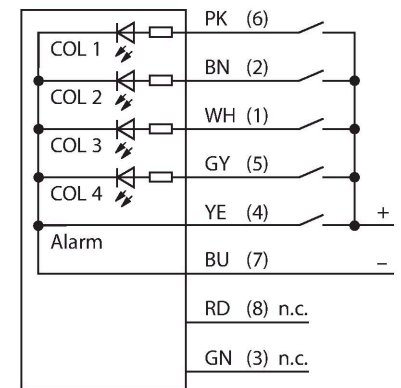 PK (6)
COL 1
BN (2)
COL 2
WH (1)
COL 3
GY (5)
COL 4
YE (4) +
Alarm
BU (7) –
RD (8) n.c.
GN (3) n.c.